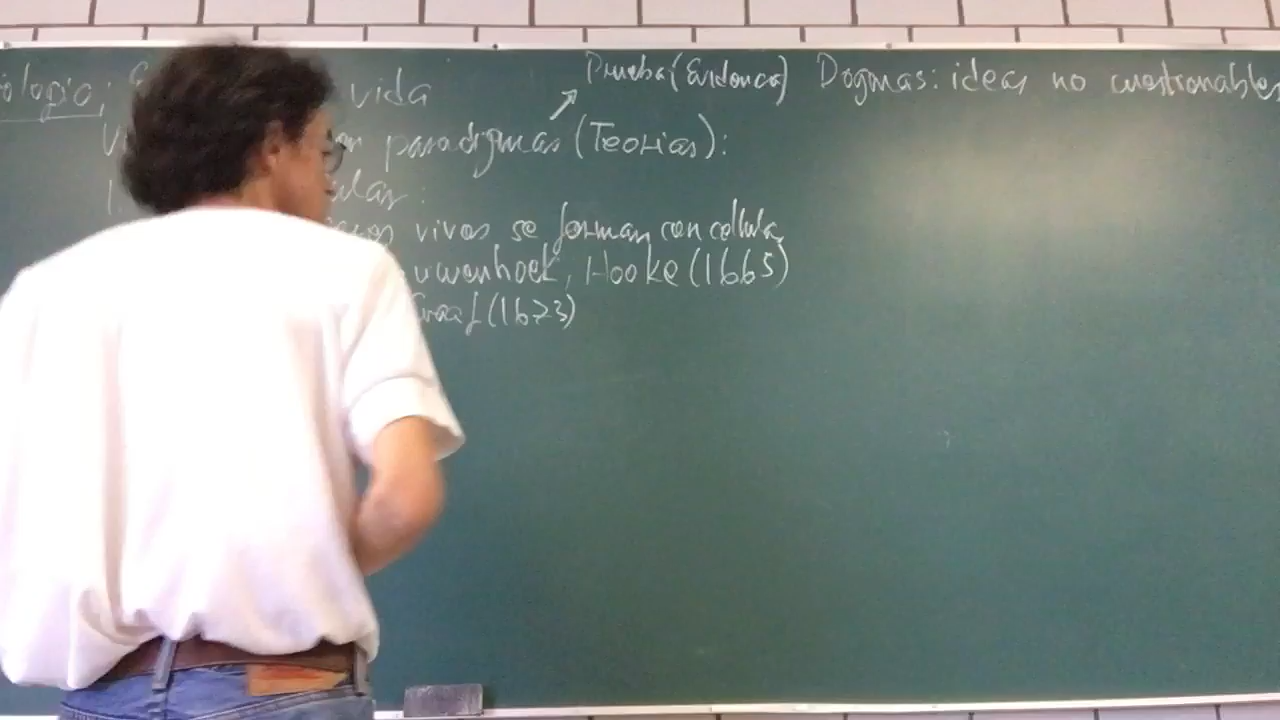 Prueba (Evidencia) Dogmas: ideas no cuestionables
ología: vida
paradigmas (Teorías):
ular:
vivos se forman con células
uwenhoek, Hooke (1665)
Graaf (1673)